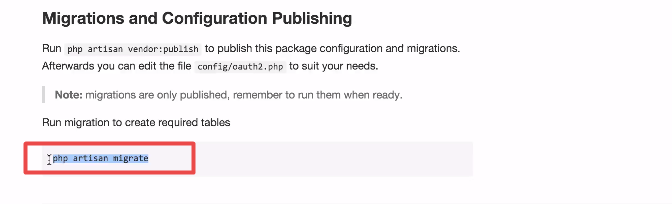 Migrations and Configuration Publishing
Run php artisan vendor:publish to publish this package configuration and migrations.
Afterwards you can edit the file config/oauth2.php to suit your needs.
Note: migrations are only published, remember to run them when ready.
Run migration to create required tables
php artisan migrate